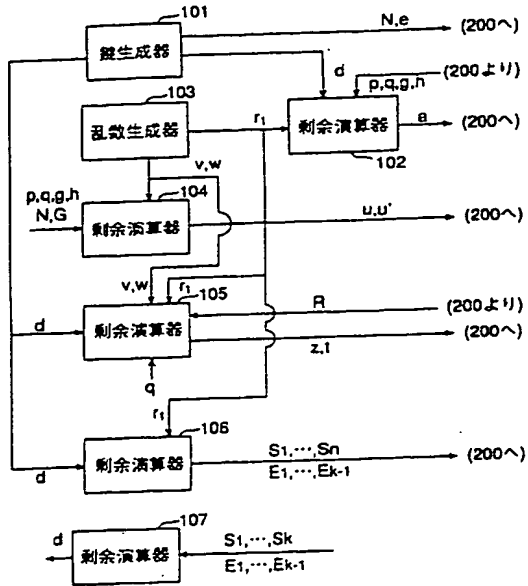 101
鍵生成器
N,e
(200へ)
d
(200より)
p,q,g,h
103
乱数生成器
r1
剰余演算器
a
(200へ)
102
v,w
104
p,q,g,h
N,G
剰余演算器
u,u'
(200へ)
v,w
r1
105
R
(200より)
d
剰余演算器
z,t
(200へ)
q
r1
106
d
剰余演算器
S1,…,Sn
E1,…,Ek-1
(200へ)
107
d
剰余演算器
S1,…,Sk
E1,…,Ek-1